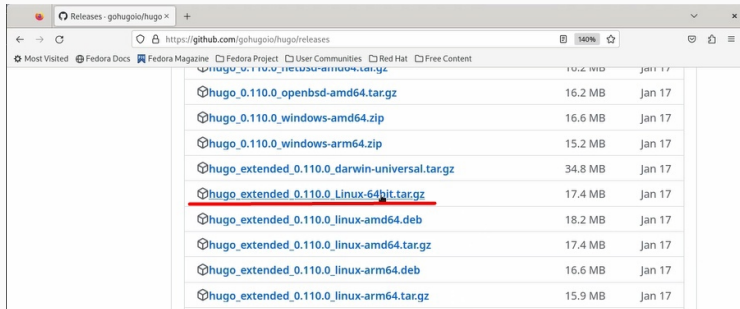 Releases · gohugoio/hugo ×
https://github.com/gohugoio/hugo/releases 140%
Most Visited Fedora Docs Fedora Magazine Fedora Project User Communities Red Hat Free Content
hugo_0.110.0_netbsd-amd64.tar.gz 16.2 MB Jan 17
hugo_0.110.0_openbsd-amd64.tar.gz 16.2 MB Jan 17
hugo_0.110.0_windows-amd64.zip 16.6 MB Jan 17
hugo_0.110.0_windows-arm64.zip 15.2 MB Jan 17
hugo_extended_0.110.0_darwin-universal.tar.gz 34.8 MB Jan 17
hugo_extended_0.110.0_Linux-64bit.tar.gz 17.4 MB Jan 17
hugo_extended_0.110.0_linux-amd64.deb 18.2 MB Jan 17
hugo_extended_0.110.0_linux-amd64.tar.gz 17.4 MB Jan 17
hugo_extended_0.110.0_linux-arm64.deb 16.6 MB Jan 17
hugo_extended_0.110.0_linux-arm64.tar.gz 15.9 MB Jan 17